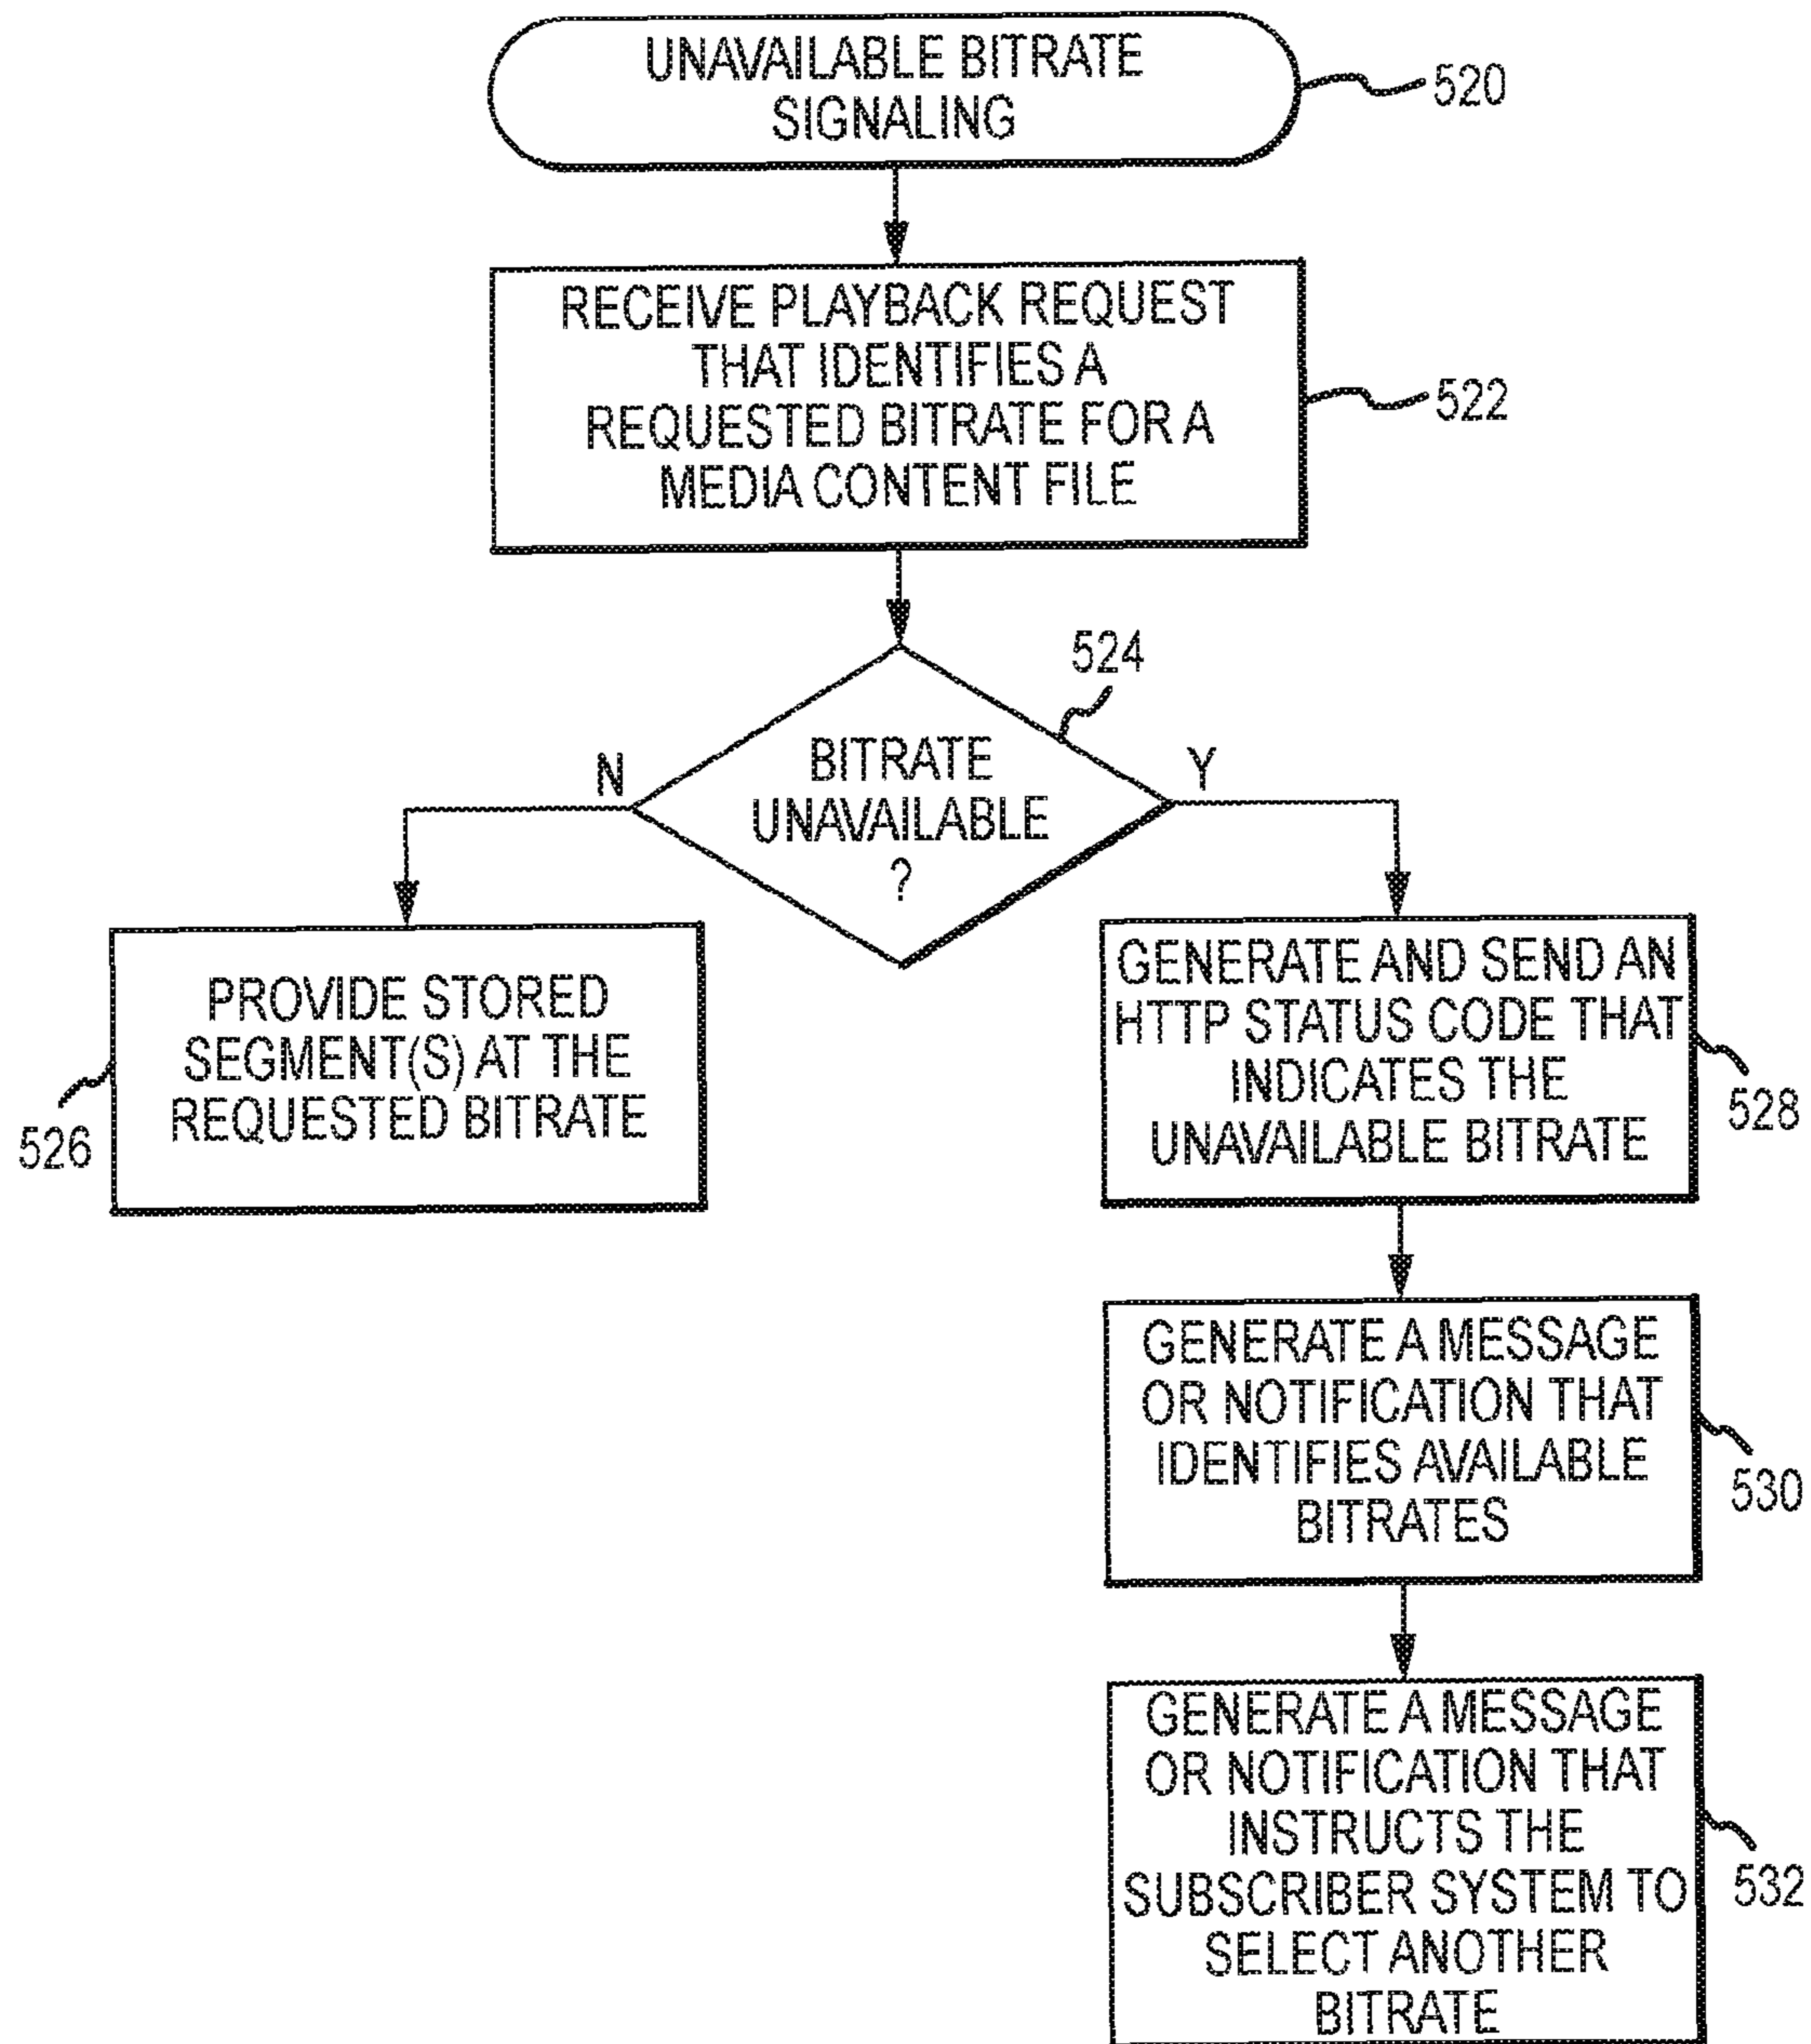 UNAVAILABLE BITRATE
SIGNALING
520
RECEIVE PLAYBACK REQUEST
THAT IDENTIFIES A
REQUESTED BITRATE FOR A
MEDIA CONTENT FILE
522
524
N
BITRATE
UNAVAILABLE
?
Y
PROVIDE STORED
SEGMENT(S) AT THE
REQUESTED BITRATE
526
GENERATE AND SEND AN
HTTP STATUS CODE THAT
INDICATES THE
UNAVAILABLE BITRATE
528
GENERATE A MESSAGE
OR NOTIFICATION THAT
IDENTIFIES AVAILABLE
BITRATES
530
GENERATE A MESSAGE
OR NOTIFICATION THAT
INSTRUCTS THE
SUBSCRIBER SYSTEM TO
SELECT ANOTHER
BITRATE
532